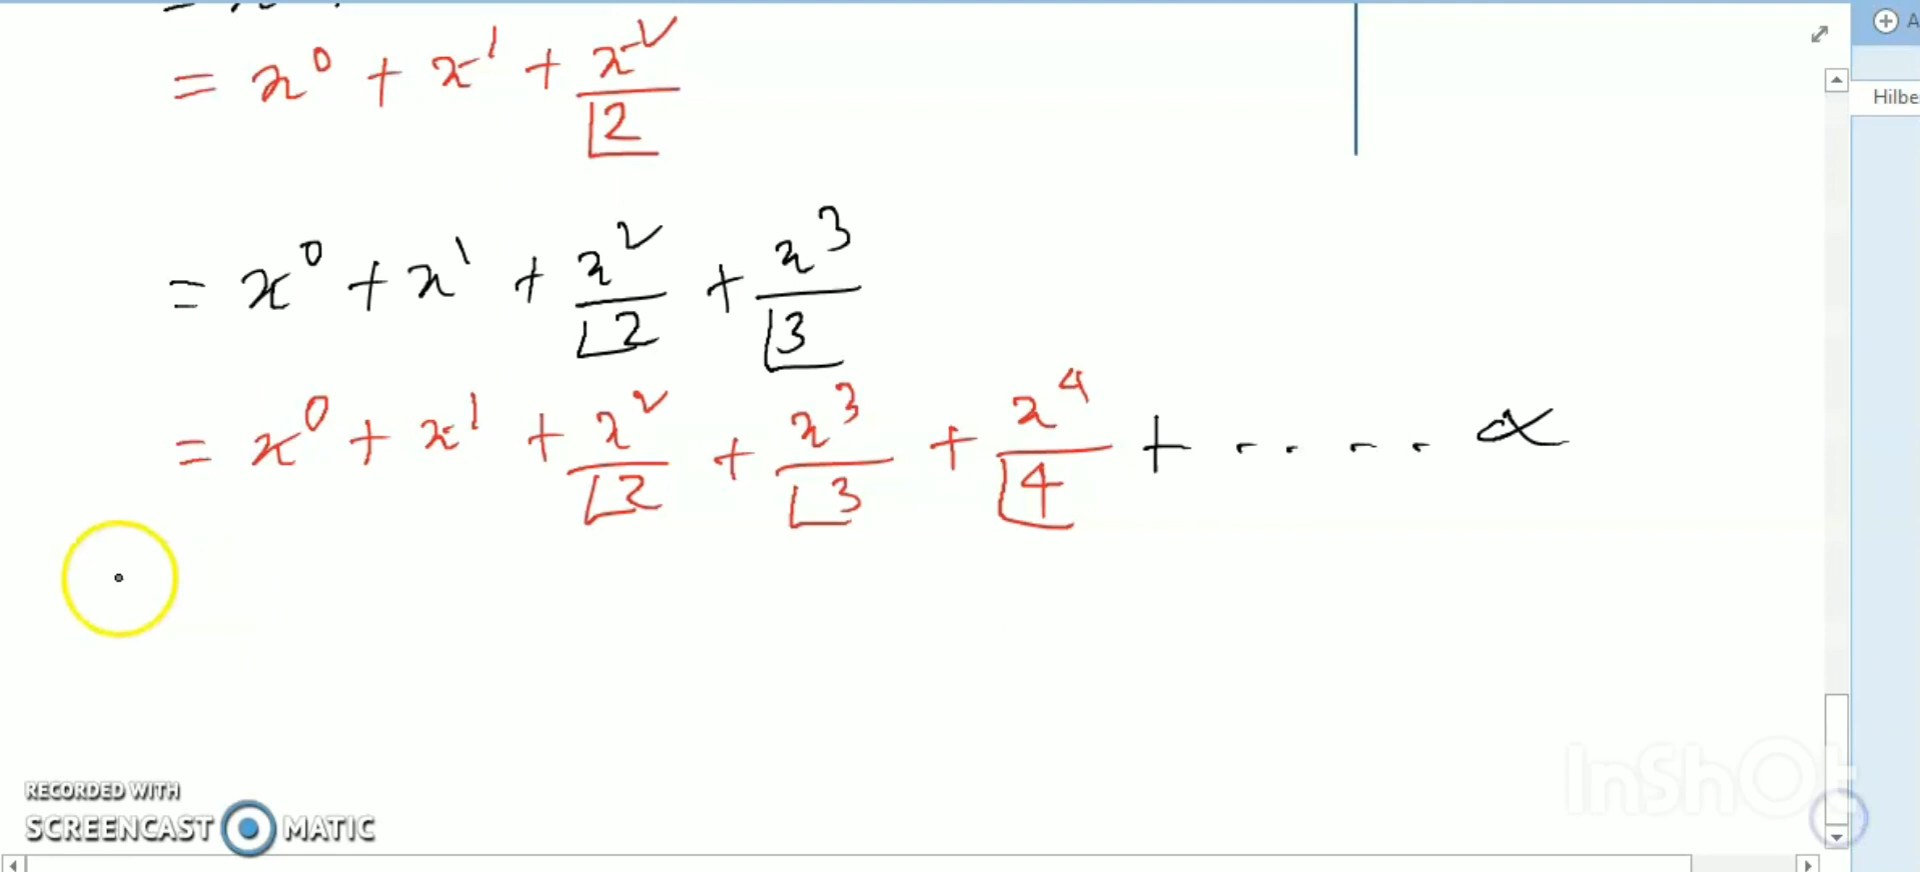 = x⁰ + x¹ + x²/⌊2
= x⁰ + x¹ + x²/⌊2 + x³/⌊3
= x⁰ + x¹ + x²/⌊2 + x³/⌊3 + x⁴/⌊4 + ..... ∝
Hilbe
RECORDED WITH
SCREENCAST MATIC
InShOt